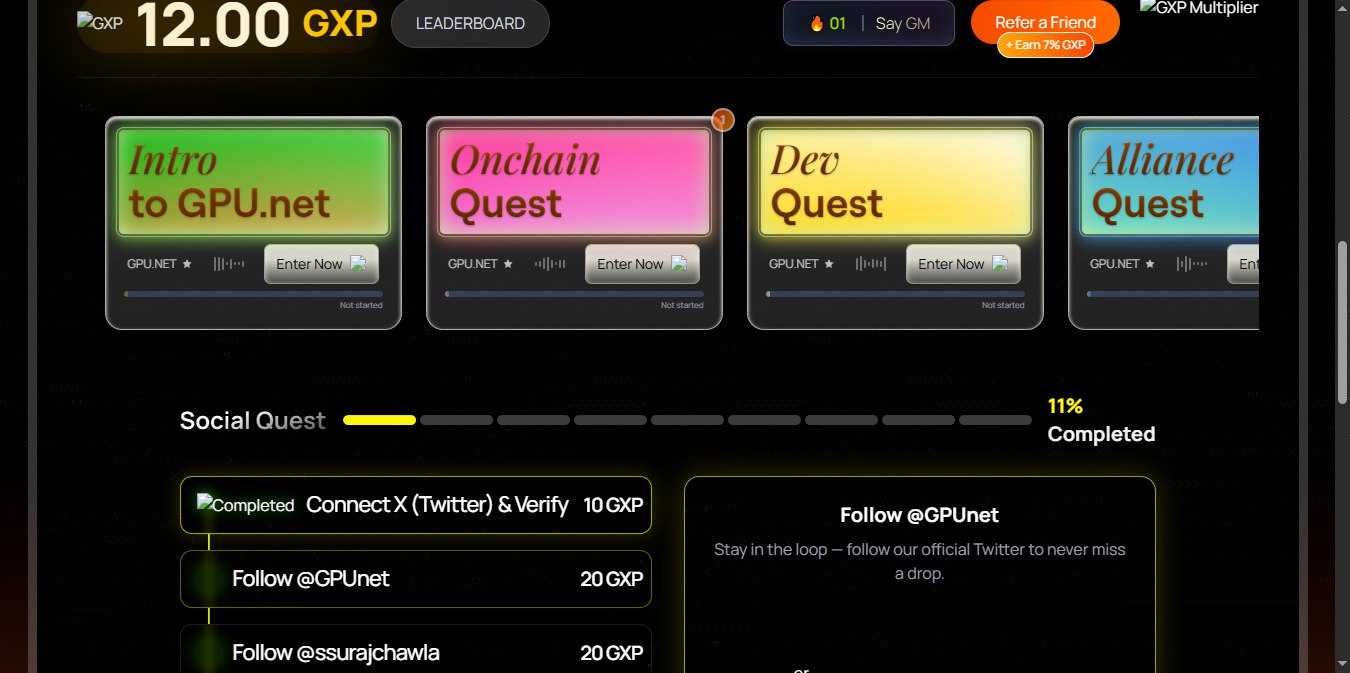 GXP 12.00 GXP LEADERBOARD 01 | Say GM Refer a Friend GXP Multiplier
+ Earn 7% GXP
1
Intro
to GPU.net
GPU.NET ★ Enter Now
Not started
Onchain
Quest
GPU.NET ★ Enter Now
Not started
Dev
Quest
GPU.NET ★ Enter Now
Not started
Alliance
Quest
GPU.NET ★ Ent
Social Quest
11%
Completed
Completed Connect X (Twitter) & Verify 10 GXP
Follow @GPUnet 20 GXP
Follow @ssurajchawla 20 GXP
Follow @GPUnet
Stay in the loop — follow our official Twitter to never miss
a drop.
or